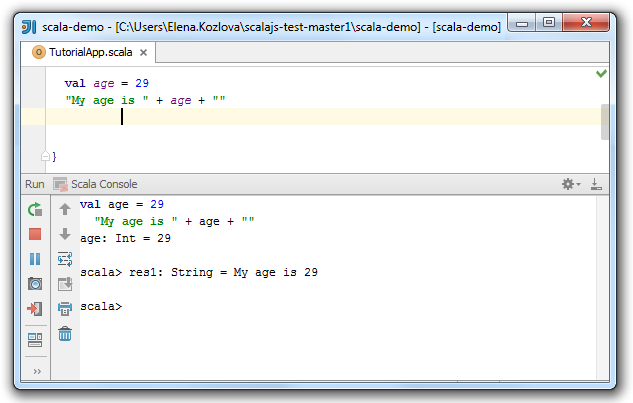 scala-demo - [C:\Users\Elena.Kozlova\scalajs-test-master1\scala-demo] - [scala-demo]
TutorialApp.scala
val age = 29
"My age is " + age + ""
}
Run Scala Console
val age = 29
"My age is " + age + ""
age: Int = 29
scala> res1: String = My age is 29
scala>